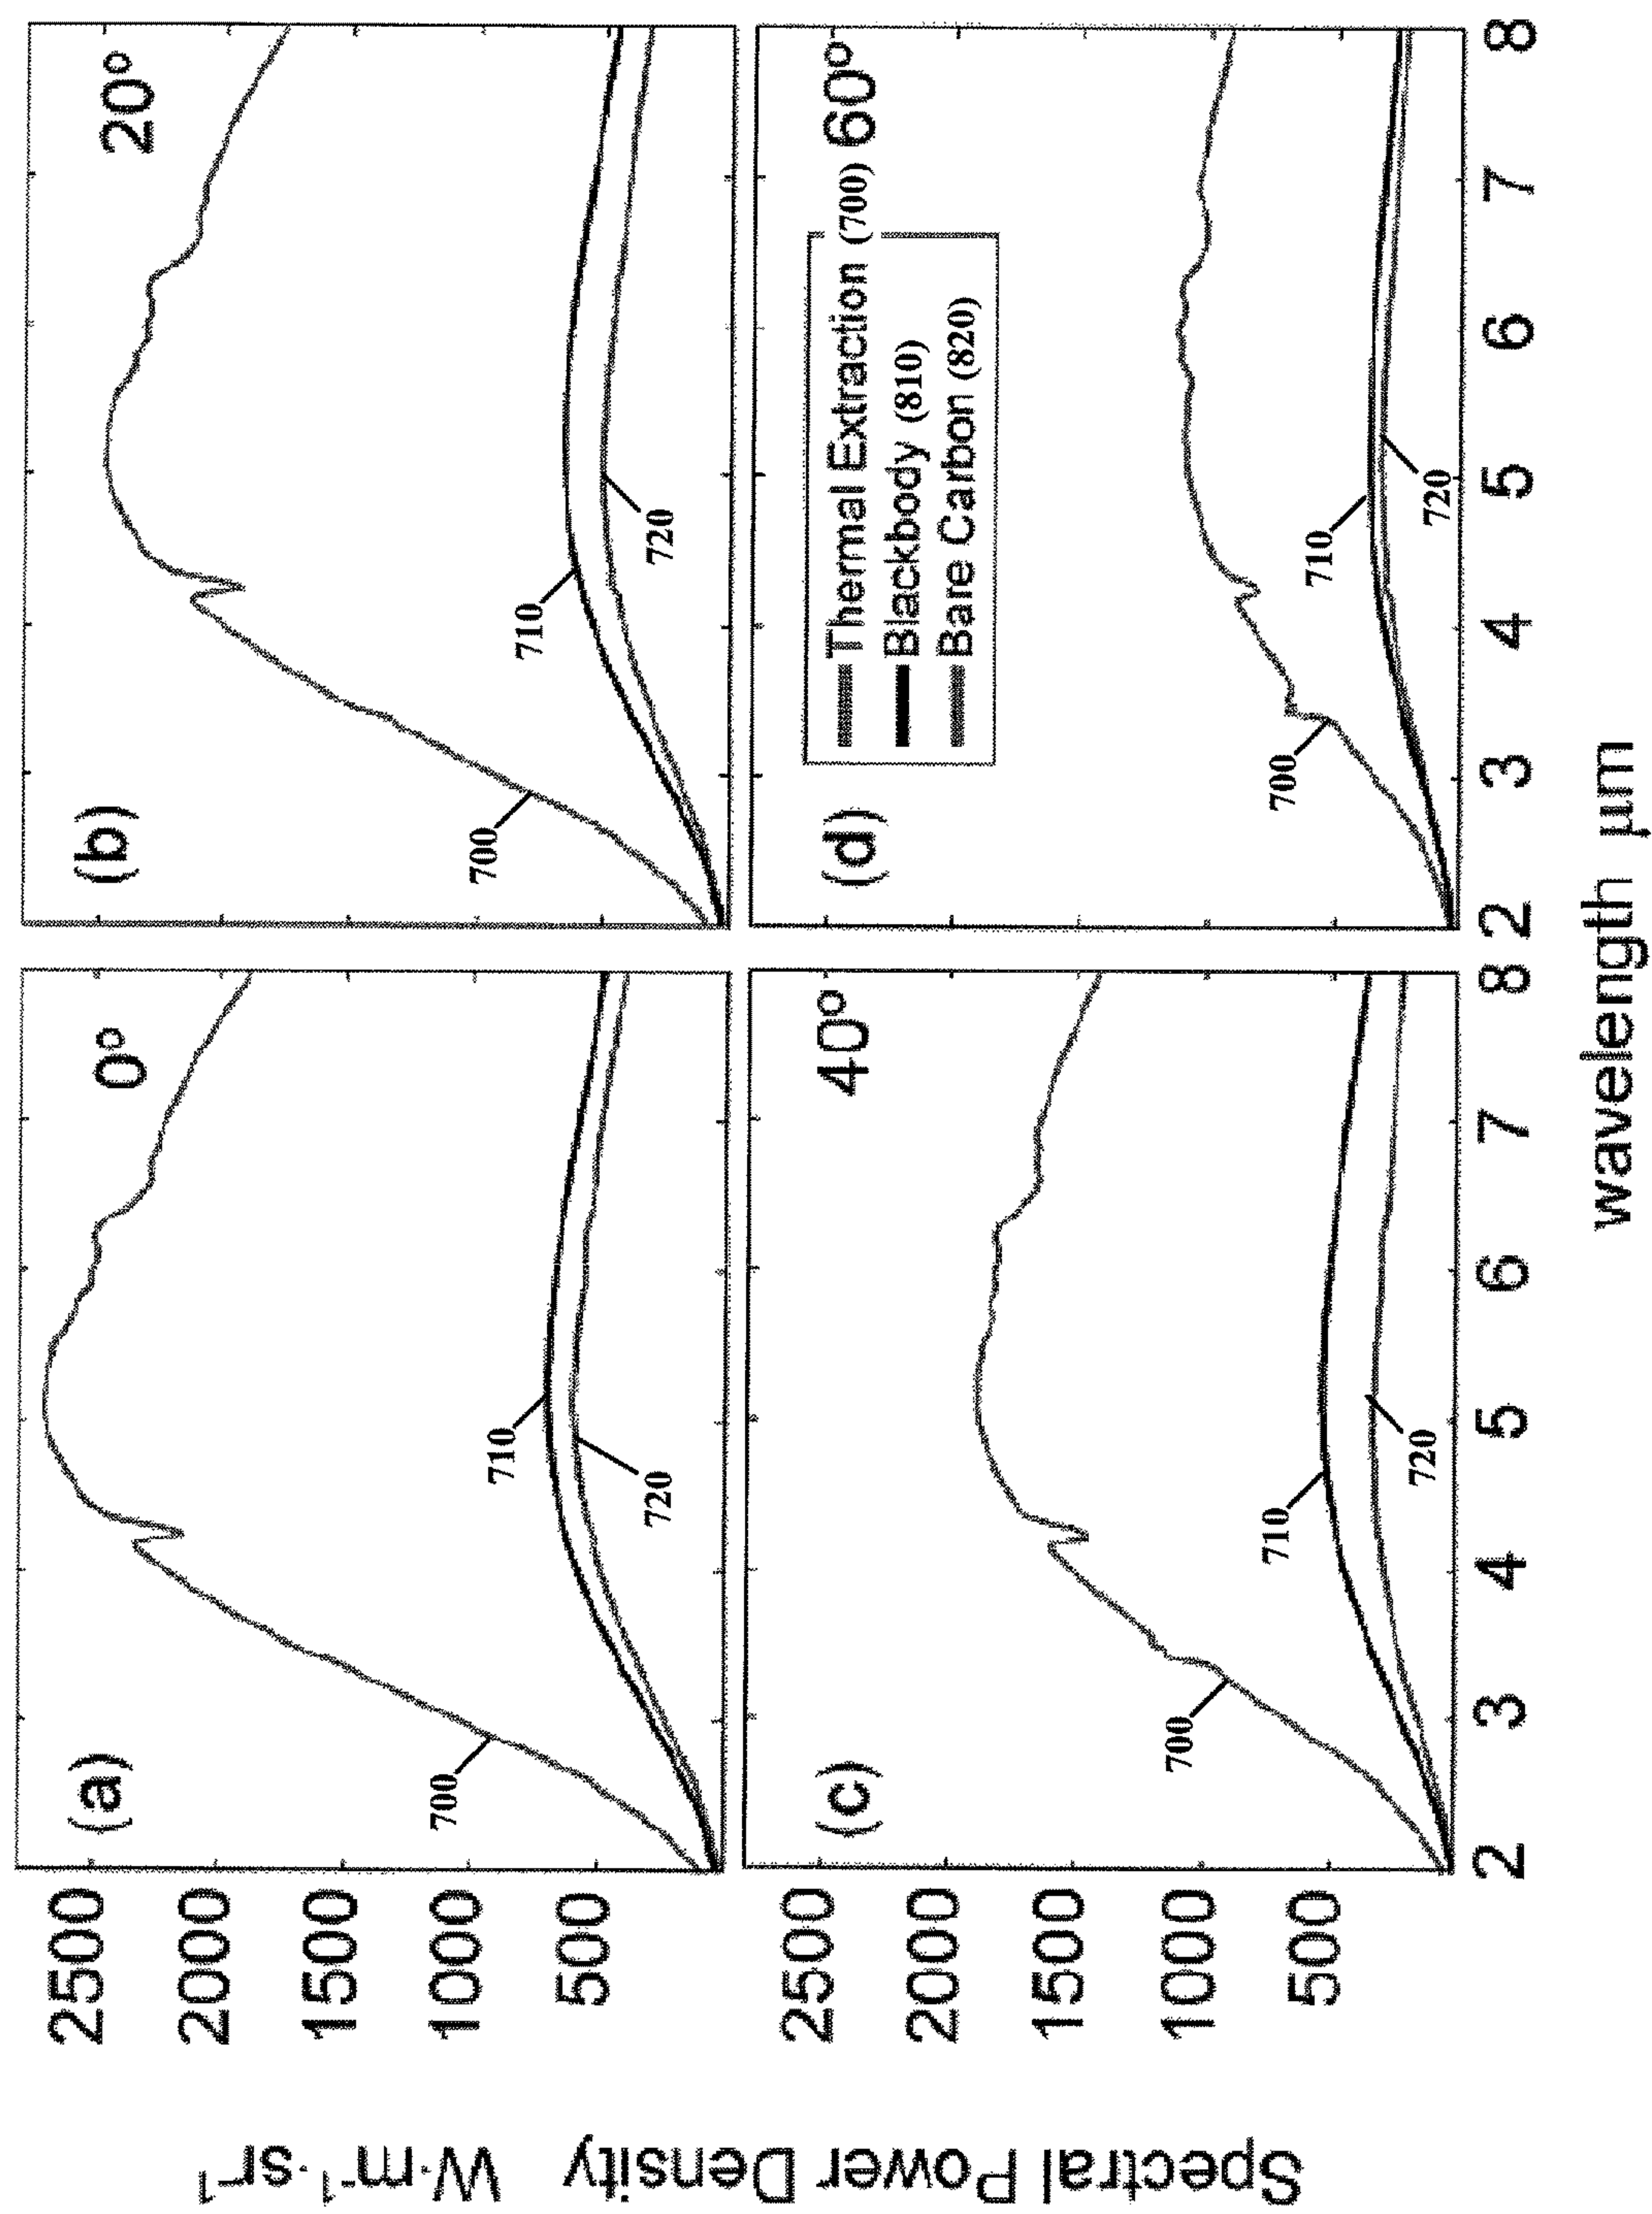 Spectral Power Density W·m⁻¹·sr⁻¹
(a)
0°
2500
2000
1500
1000
500
700
710
720
(b)
20°
700
710
720
(c)
40°
2500
2000
1500
1000
500
700
710
720
2 3 4 5 6 7 8
(d)
60°
Thermal Extraction (700)
Blackbody (810)
Bare Carbon (820)
700
710
720
2 3 4 5 6 7 8
wavelength μm